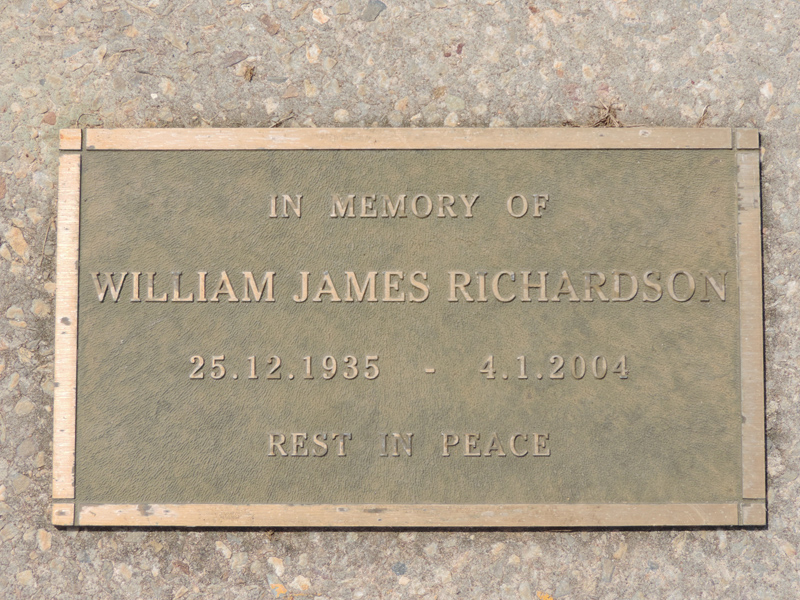 IN MEMORY OF
WILLIAM JAMES RICHARDSON
25.12.1935 - 4.1.2004
REST IN PEACE